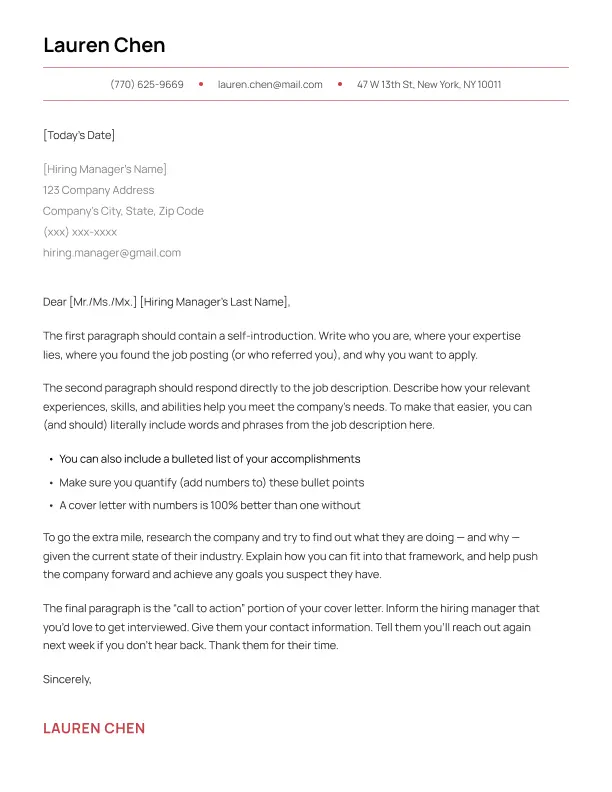 Lauren Chen
(770) 625-9669 • lauren.chen@mail.com • 47 W 13th St, New York, NY 10011
[Today's Date]
[Hiring Manager's Name]
123 Company Address
Company's City, State, Zip Code
(xxx) xxx-xxxx
hiring.manager@gmail.com
Dear [Mr./Ms./Mx.] [Hiring Manager's Last Name],
The first paragraph should contain a self-introduction. Write who you are, where your expertise
lies, where you found the job posting (or who referred you), and why you want to apply.
The second paragraph should respond directly to the job description. Describe how your relevant
experiences, skills, and abilities help you meet the company's needs. To make that easier, you can
(and should) literally include words and phrases from the job description here.
• You can also include a bulleted list of your accomplishments
• Make sure you quantify (add numbers to) these bullet points
• A cover letter with numbers is 100% better than one without
To go the extra mile, research the company and try to find out what they are doing — and why —
given the current state of their industry. Explain how you can fit into that framework, and help push
the company forward and achieve any goals you suspect they have.
The final paragraph is the “call to action” portion of your cover letter. Inform the hiring manager that
you'd love to get interviewed. Give them your contact information. Tell them you'll reach out again
next week if you don't hear back. Thank them for their time.
Sincerely,
LAUREN CHEN